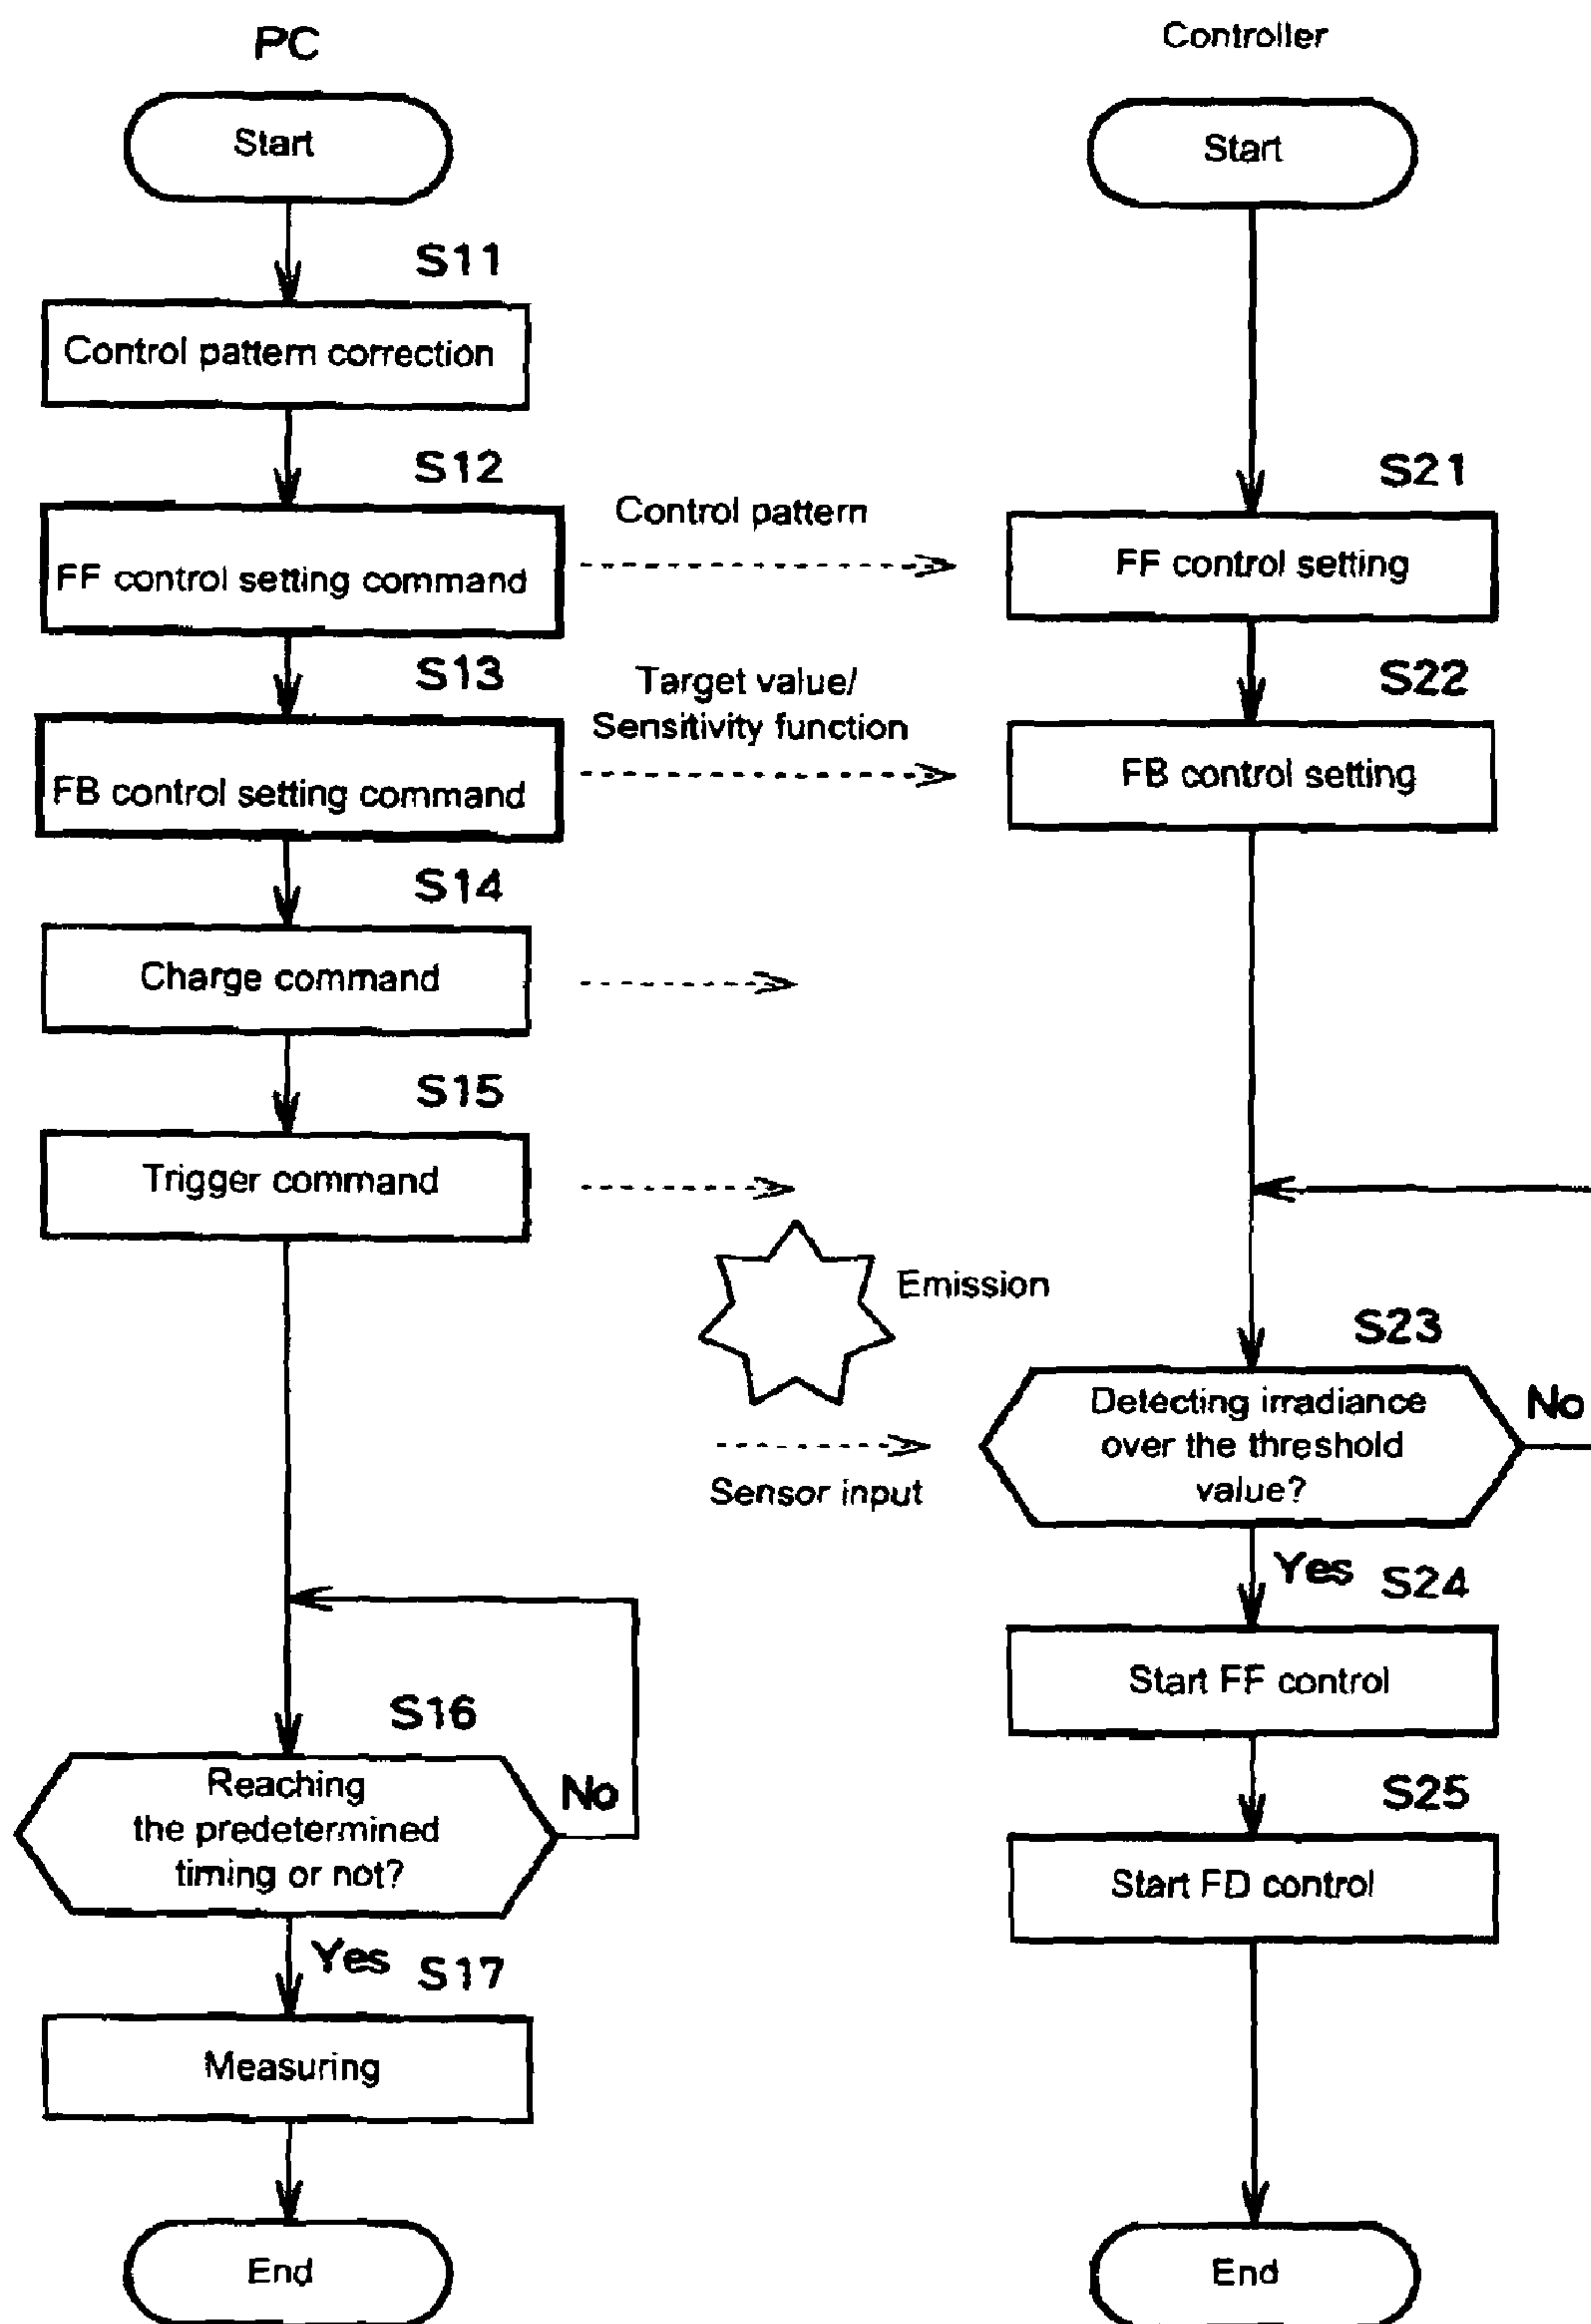 PC
Controller
Start
Start
S11
Control pattern correction
S12
S21
Control pattern
FF control setting command
FF control setting
S13
S22
Target value/
Sensitivity function
FB control setting command
FB control setting
S14
Charge command
S15
Trigger command
Emission
S23
Detecting irradiance
over the threshold
value?
No
Sensor input
Yes
S24
Start FF control
S16
Reaching
the predetermined
timing or not?
No
S25
Start FD control
Yes
S17
Measuring
End
End